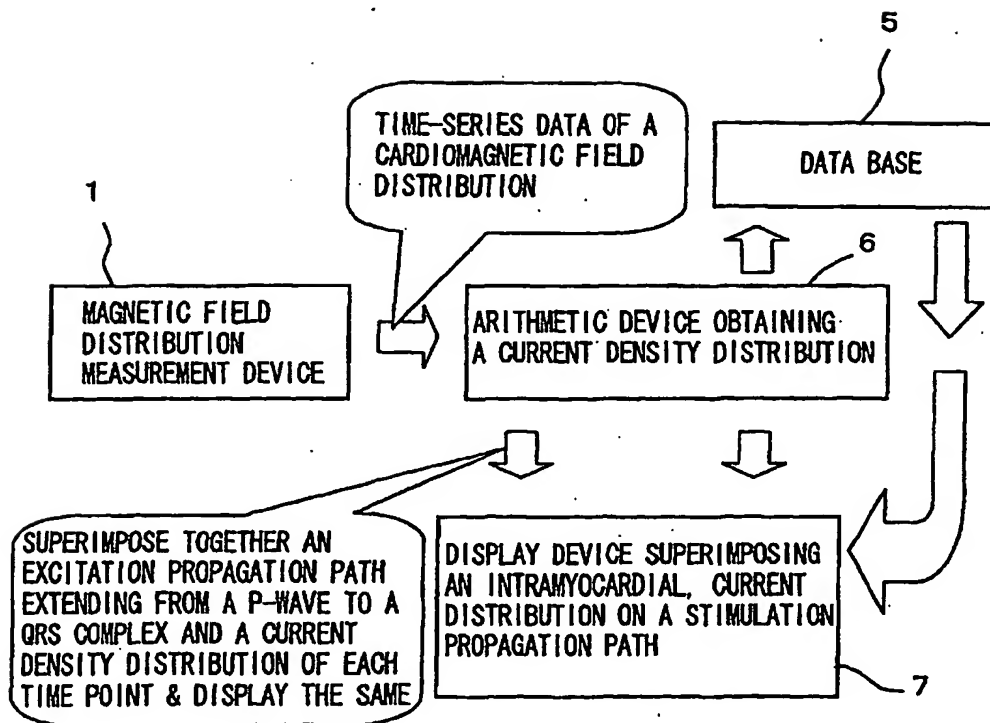 5
TIME-SERIES DATA OF A
CARDIOMAGNETIC FIELD
DISTRIBUTION
DATA BASE
1
6
MAGNETIC FIELD
DISTRIBUTION
MEASUREMENT DEVICE
ARITHMETIC DEVICE OBTAINING
A CURRENT DENSITY DISTRIBUTION
SUPERIMPOSE TOGETHER AN
EXCITATION PROPAGATION PATH
EXTENDING FROM A P-WAVE TO A
QRS COMPLEX AND A CURRENT
DENSITY DISTRIBUTION OF EACH
TIME POINT & DISPLAY THE SAME
DISPLAY DEVICE SUPERIMPOSING
AN INTRAMYOCARDIAL, CURRENT
DISTRIBUTION ON A STIMULATION
PROPAGATION PATH
7